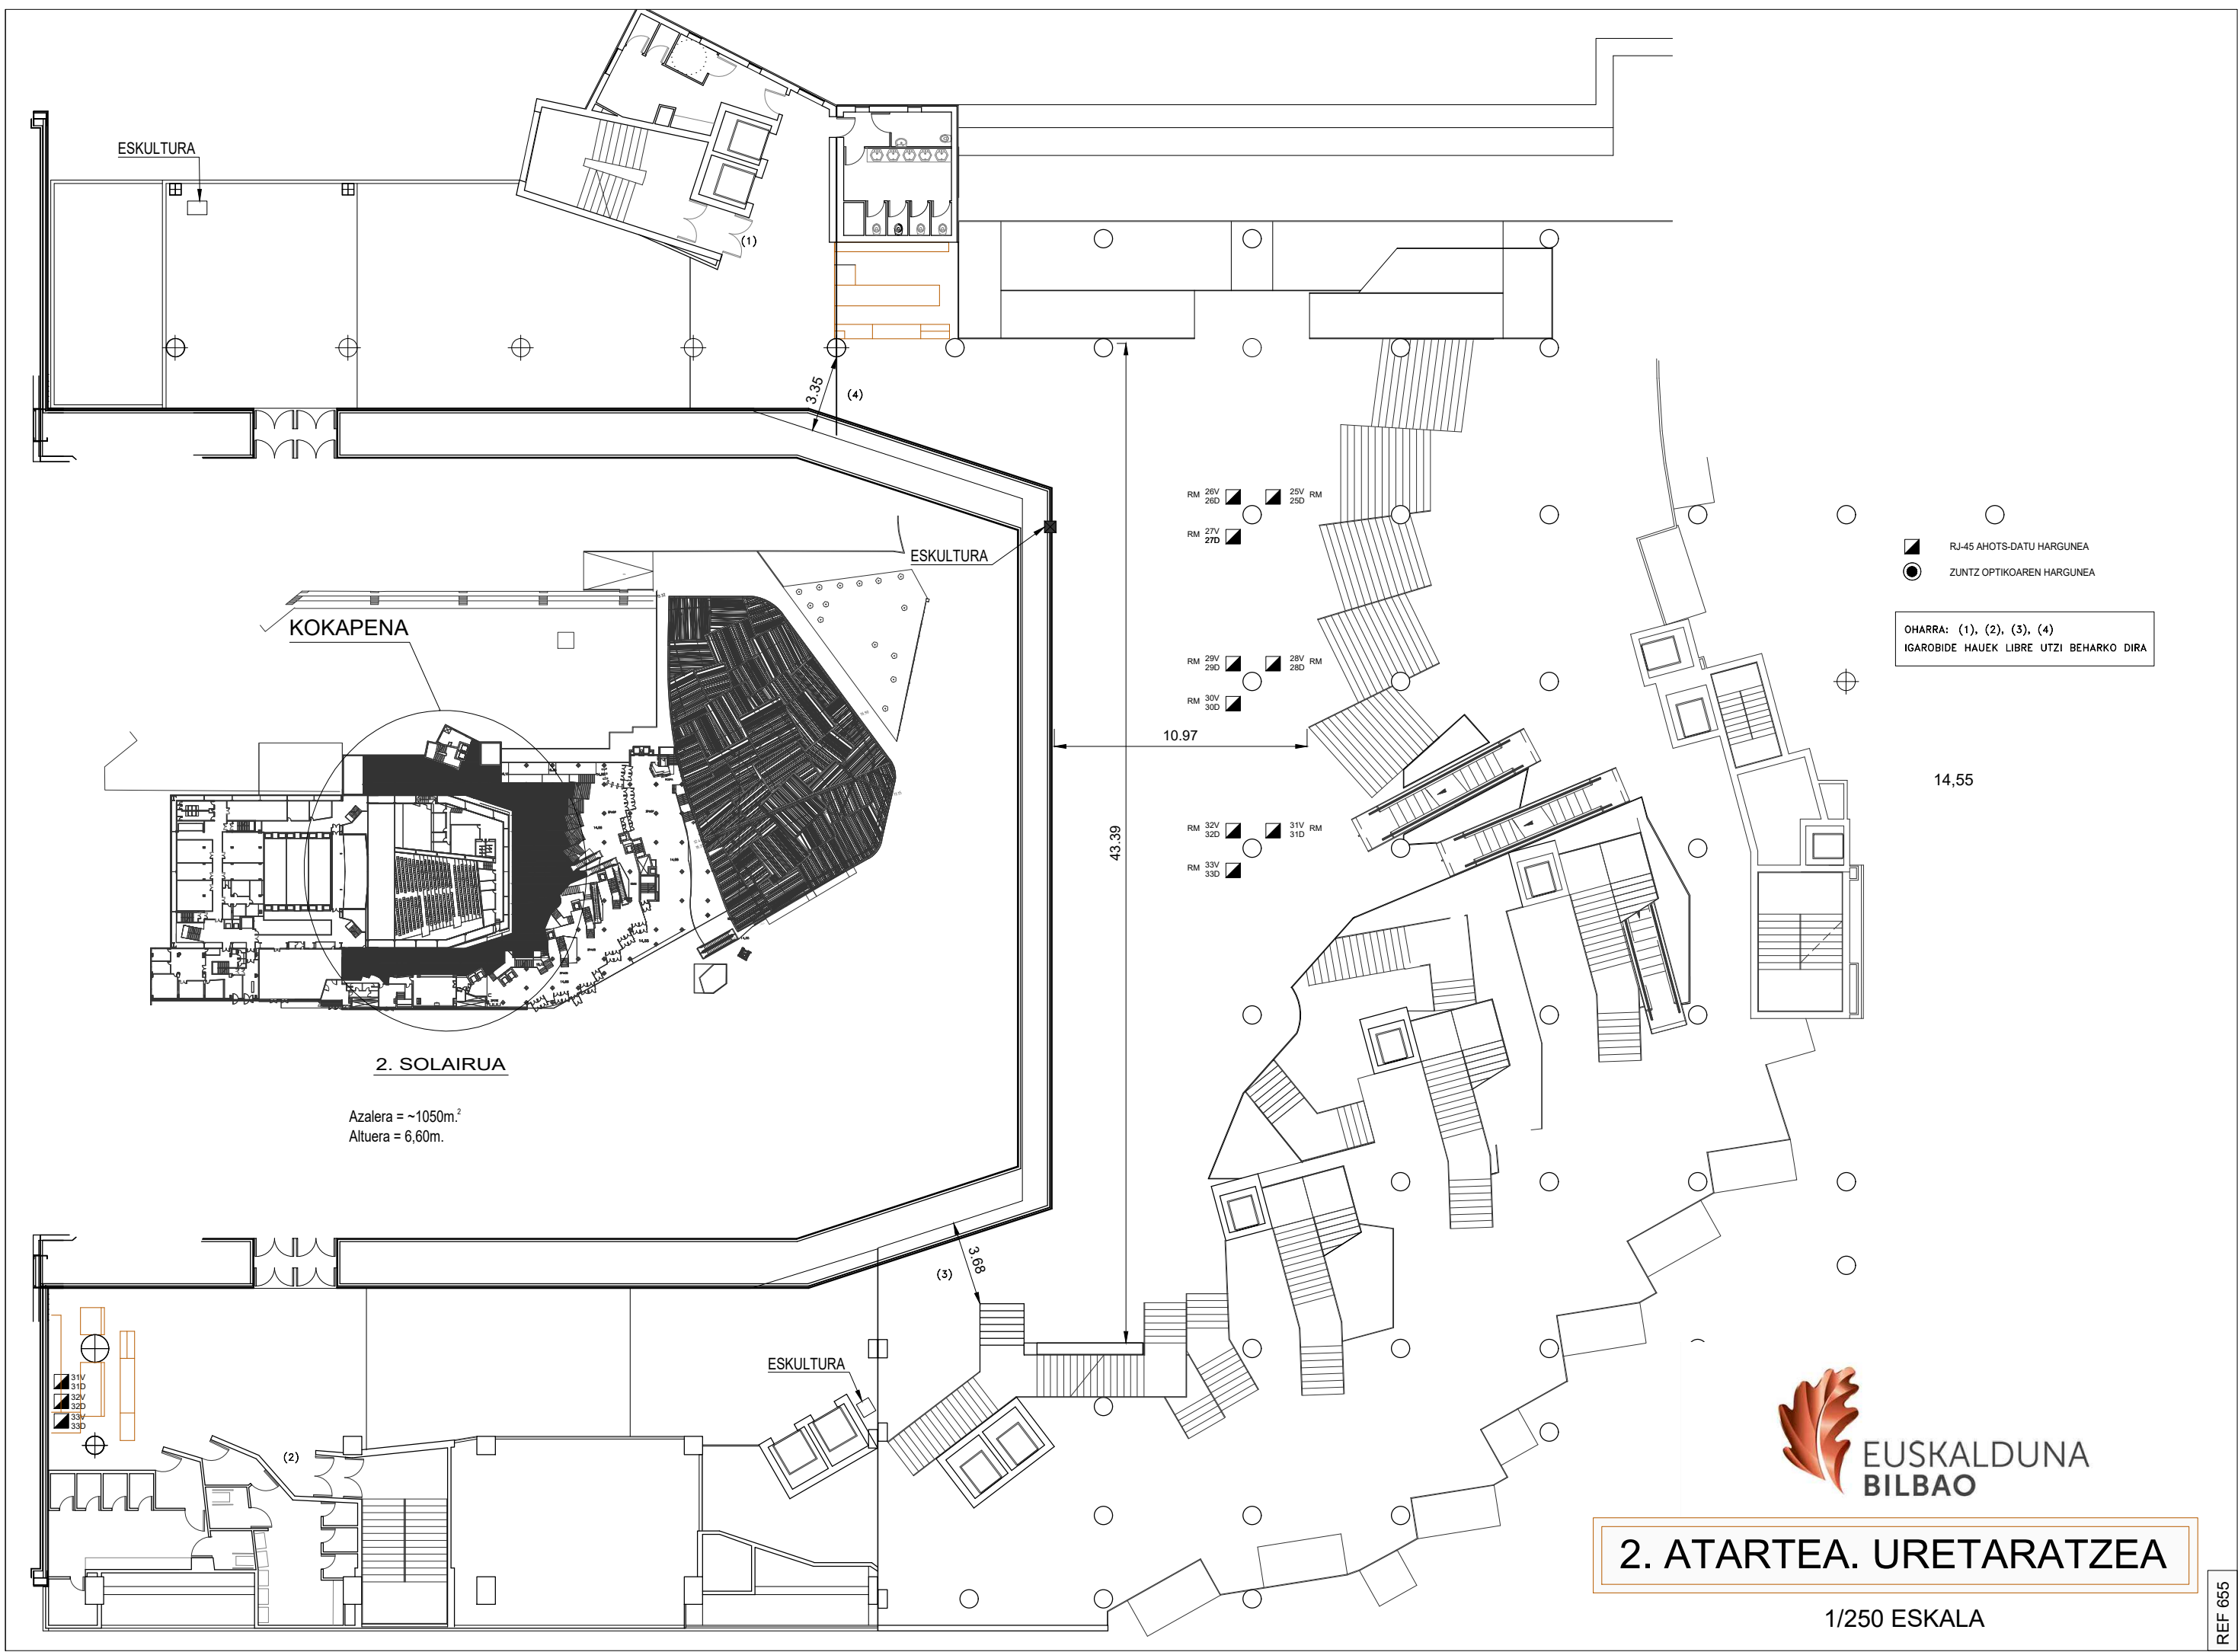 ESKULTURA
(1)
3.35
(4)
ESKULTURA
RM 26V
26D
25V RM
25D
RM 27V
27D
RJ-45 AHOTS-DATU HARGUNEA
ZUNTZ OPTIKOAREN HARGUNEA
OHARRA: (1), (2), (3), (4)
IGAROBIDE HAUEK LIBRE UTZI BEHARKO DIRA
KOKAPENA
RM 29V
29D
28V RM
28D
RM 30V
30D
10.97
14,55
43.39
RM 32V
32D
31V RM
31D
RM 33V
33D
2. SOLAIRUA
Azalera = ~1050m.²
Altuera = 6,60m.
3.68
(3)
ESKULTURA
31V
31D
32V
32D
33V
33D
(2)
EUSKALDUNA
BILBAO
2. ATARTEA. URETARATZEA
1/250 ESKALA
REF 655